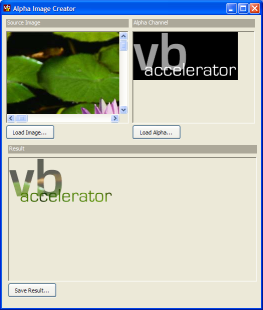 Alpha Image Creator
Source Image
Alpha Channel
vb
accelerator
Load Image...
Load Alpha...
Result
vb
accelerator
Save Result...